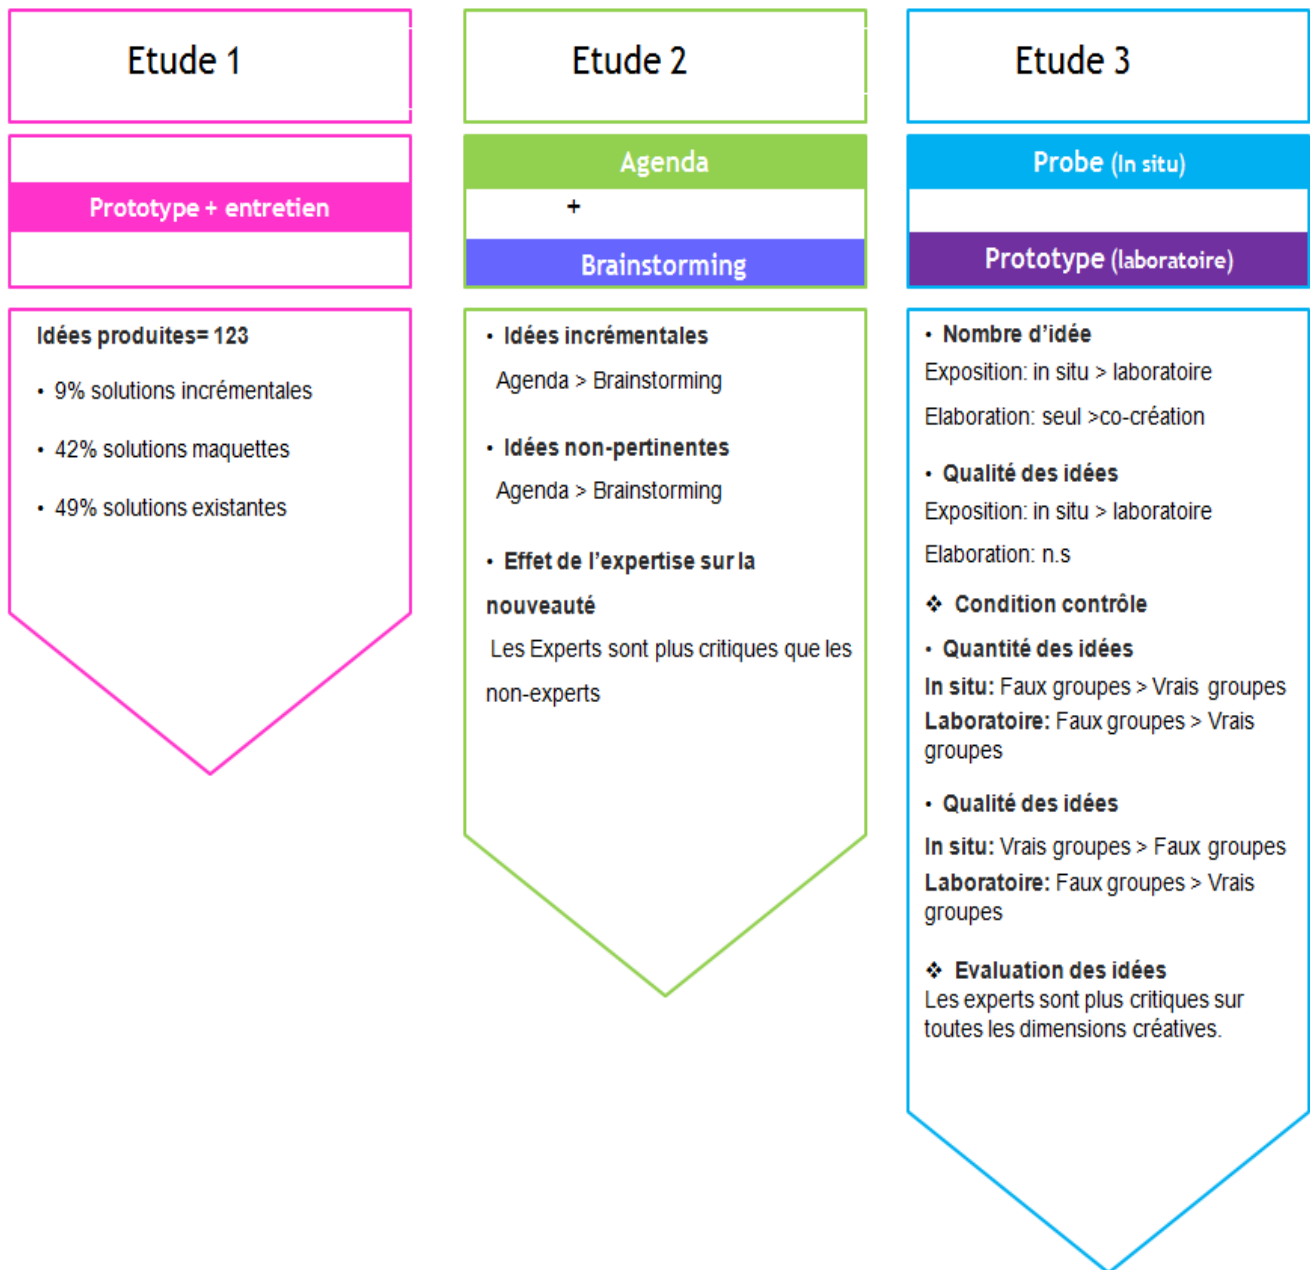 Etude 1
Prototype + entretien
Idées produites= 123
• 9% solutions incrémentales
• 42% solutions maquettes
• 49% solutions existantes
Etude 2
Agenda
+
Brainstorming
• Idées incrémentales
Agenda > Brainstorming
• Idées non-pertinentes
Agenda > Brainstorming
• Effet de l'expertise sur la
nouveauté
Les Experts sont plus critiques que les
non-experts
Etude 3
Probe (In situ)
Prototype (laboratoire)
• Nombre d'idée
Exposition: in situ > laboratoire
Elaboration: seul >co-création
• Qualité des idées
Exposition: in situ > laboratoire
Elaboration: n.s
❖ Condition contrôle
• Quantité des idées
In situ: Faux groupes > Vrais groupes
Laboratoire: Faux groupes > Vrais
groupes
• Qualité des idées
In situ: Vrais groupes > Faux groupes
Laboratoire: Faux groupes > Vrais
groupes
❖ Evaluation des idées
Les experts sont plus critiques sur
toutes les dimensions créatives.